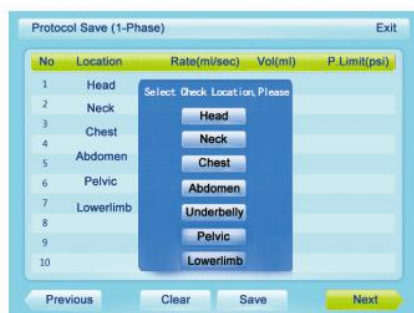 Protocol Save (1-Phase) Exit
No Location Rate(ml/sec) Vol(ml) P.Limit(psi)
1 Head
2 Neck
3 Chest
4
5 Abdomen
6 Pelvic
7 Lowerlimb
8
9
10
Select Check Location, Please
Head
Neck
Chest
Abdomen
Underbelly
Pelvic
Lowerlimb
Previous Clear Save Next